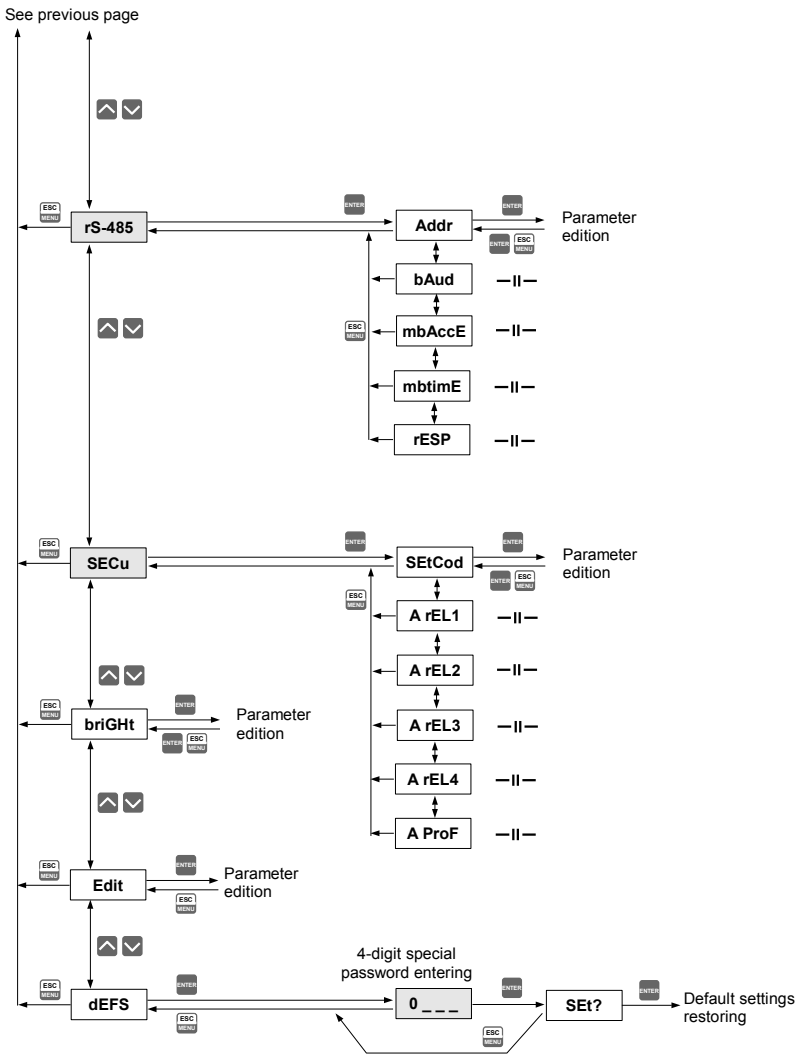 See previous page
ESC
MENU
rS-485
ENTER
Addr
ENTER
ENTER
ESC
MENU
Parameter
edition
bAud
—II—
ESC
MENU
mbAccE
—II—
mbtimE
—II—
rESP
—II—
ESC
MENU
SECu
ENTER
SEtCod
ENTER
ENTER
ESC
MENU
Parameter
edition
ESC
MENU
A rEL1
—II—
A rEL2
—II—
A rEL3
—II—
A rEL4
—II—
A ProF
—II—
ESC
MENU
briGHt
ENTER
ENTER
ESC
MENU
Parameter
edition
ESC
MENU
Edit
ENTER
ESC
MENU
Parameter
edition
4-digit special
password entering
ESC
MENU
dEFS
ENTER
ESC
MENU
0 _ _ _
ENTER
SEt?
ENTER
Default settings
restoring
ESC
MENU